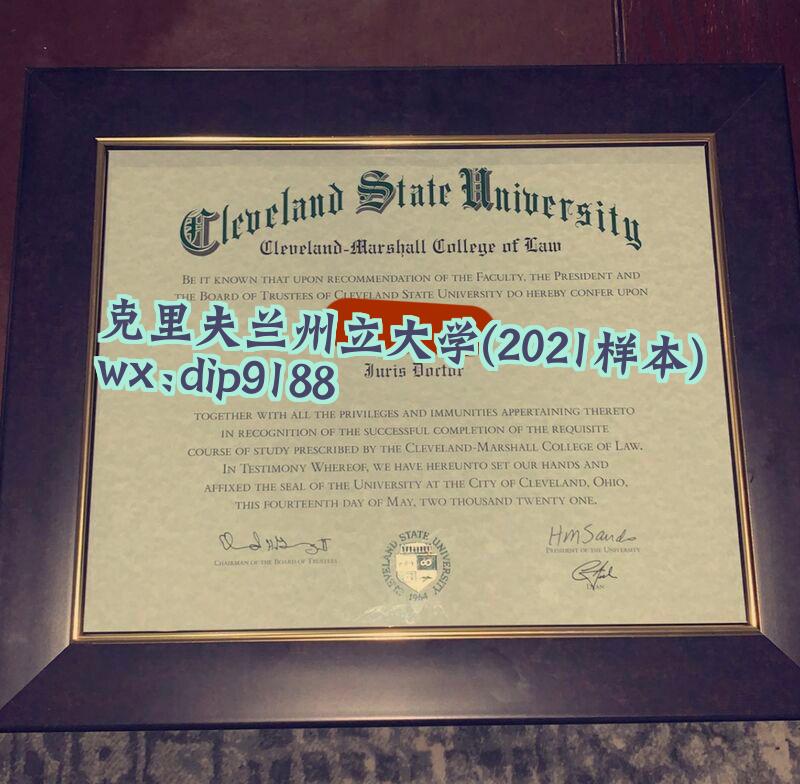 Cleveland State University
Cleveland-Marshall College of Law
BE IT KNOWN THAT UPON RECOMMENDATION OF THE FACULTY, THE PRESIDENT AND
THE BOARD OF TRUSTEES OF CLEVELAND STATE UNIVERSITY DO HEREBY CONFER UPON
克里夫兰州立大学(2021样本)
wx:dip9188
Juris Doctor
TOGETHER WITH ALL THE PRIVILEGES AND IMMUNITIES APPERTAINING THERETO
IN RECOGNITION OF THE SUCCESSFUL COMPLETION OF THE REQUISITE
COURSE OF STUDY PRESCRIBED BY THE CLEVELAND-MARSHALL COLLEGE OF LAW.
IN TESTIMONY WHEREOF, WE HAVE HEREUNTO SET OUR HANDS AND
AFFIXED THE SEAL OF THE UNIVERSITY AT THE CITY OF CLEVELAND, OHIO,
THIS FOURTEENTH DAY OF MAY, TWO THOUSAND TWENTY ONE.
HMSands
CHAIRMAN OF THE BOARD OF TRUSTEES
PRESIDENT OF THE UNIVERSITY
CLEVELAND STATE UNIVERSITY
1964
DEAN